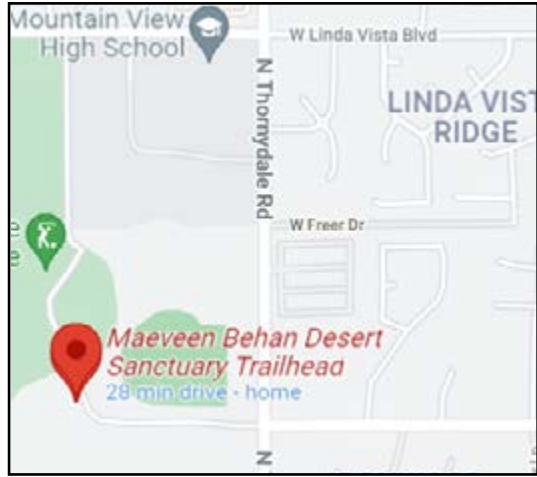 Mountain View
High School
W Linda Vista Blvd
N Thornydale Rd
LINDA VIST
RIDGE
W Freer Dr
Maeveen Behan Desert
Sanctuary Trailhead
28 min drive - home
N